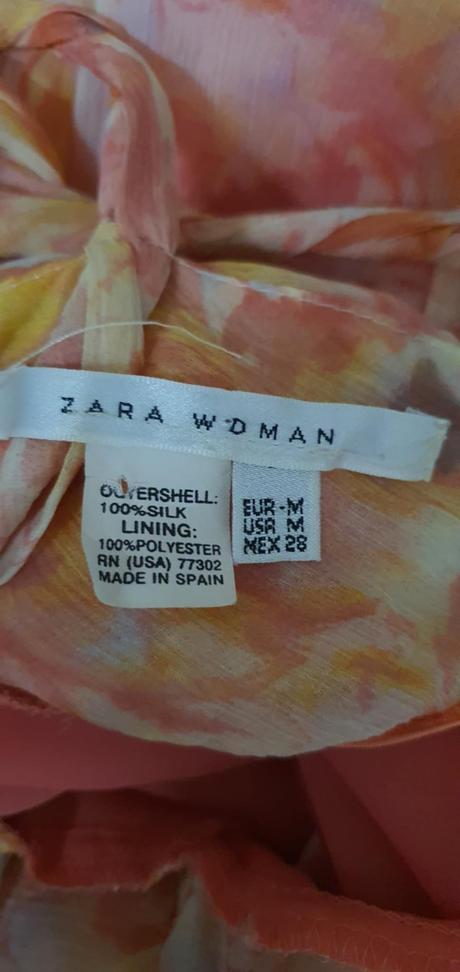 ZARA WOMAN
OUTERSHELL:
100%SILK
LINING:
100%POLYESTER
RN (USA) 77302
MADE IN SPAIN
EUR-M
USA M
MEX 28